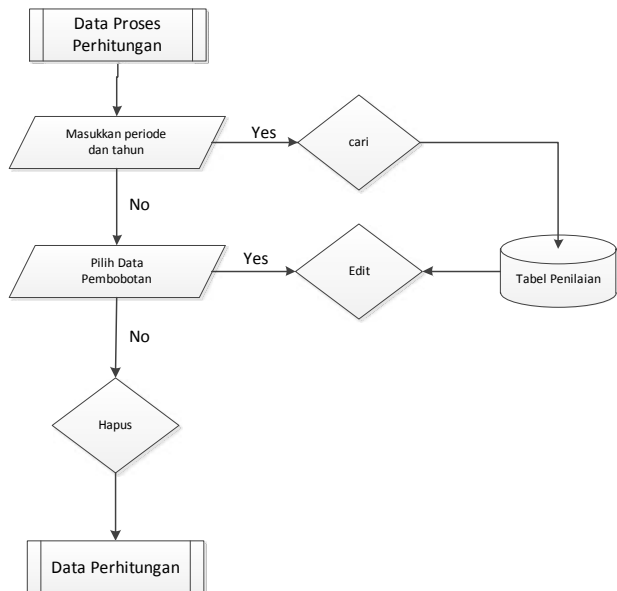 Data Proses
Perhitungan
Masukkan periode
dan tahun
Yes
cari
No
Pilih Data
Pembobotan
Yes
Edit
Tabel Penilaian
No
Hapus
Data Perhitungan